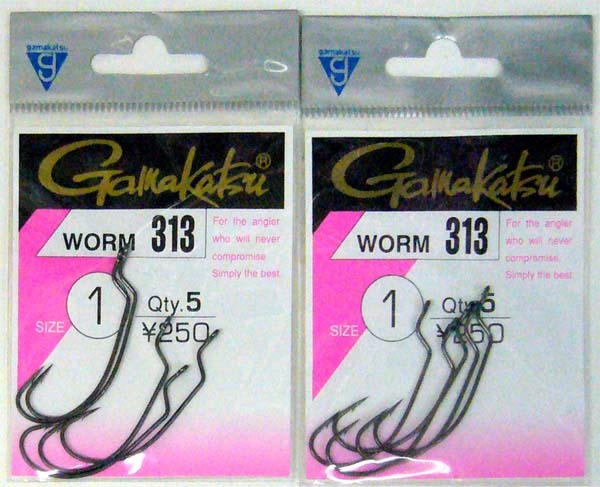 gamakatsu
g
Gamakatsu®
WORM 313
For the angler
who will never
compromise.
Simply the best.
SIZE
1
Qty.5
¥250
gamakatsu
g
Gamakatsu®
WORM 313
For the angler
who will never
compromise.
Simply the best.
SIZE
1
Qty.5
¥250